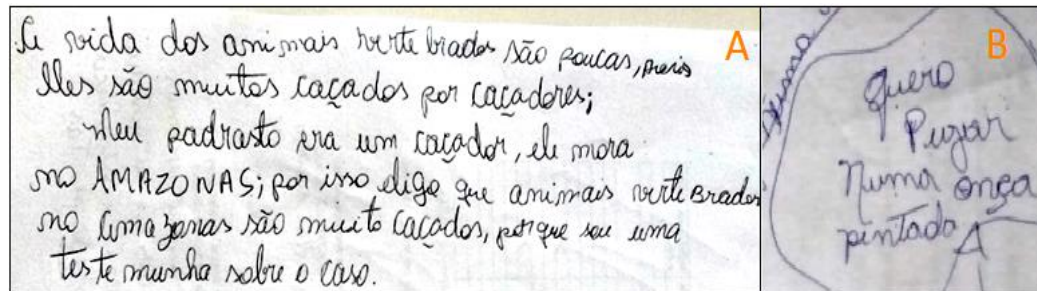 A vida dos animais vertebrados são poucas, pois
Eles são muitos caçados por caçadores;
Meu padrasto era um caçador, ele mora
no AMAZONAS; por isso digo que animais verteBrados
no Amazonas são muito caçados, porque sou uma
testemunha sobre o caso.
A
B
Quero
Pegar
Numa onça
pintada